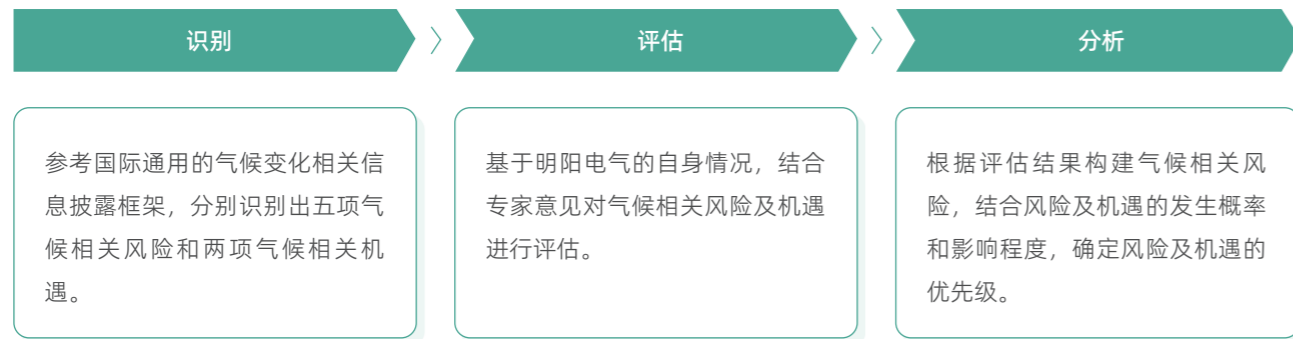 识别
评估
分析
参考国际通用的气候变化相关信
息披露框架，分别识别出五项气
候相关风险和两项气候相关机
遇。
基于明阳电气的自身情况，结合
专家意见对气候相关风险及机遇
进行评估。
根据评估结果构建气候相关风
险，结合风险及机遇的发生概率
和影响程度，确定风险及机遇的
优先级。